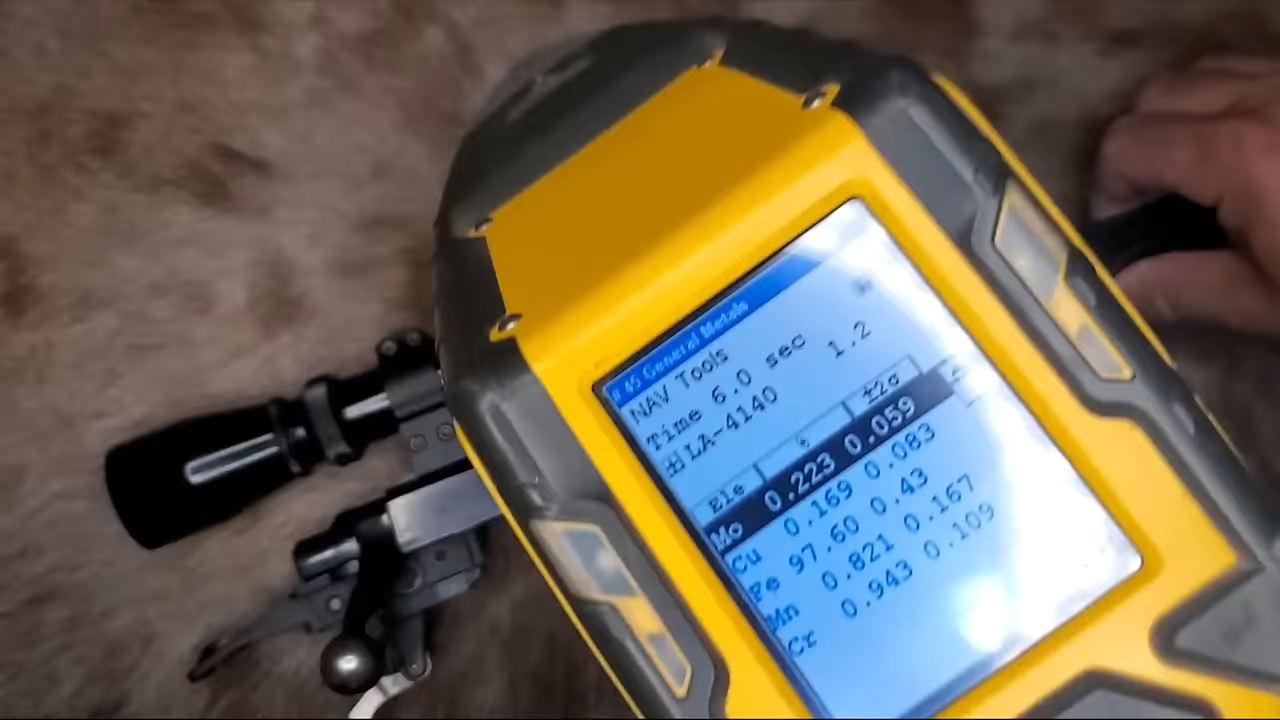 # 45 General Metals
NAV Tools
Time 6.0 sec
LA-4140 1.2
Ele % ±2σ
Mo 0.223 0.059
Cu 0.169 0.083
Fe 97.60 0.43
Mn 0.821 0.167
Cr 0.943 0.109